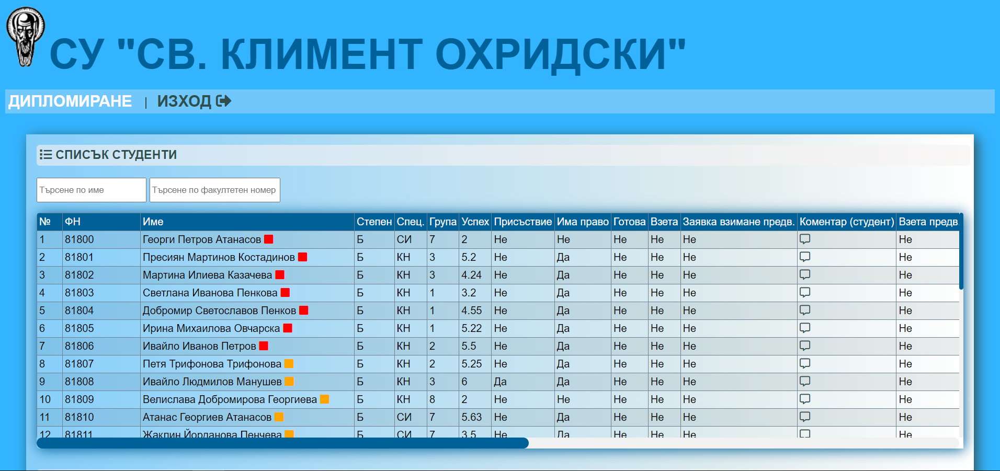 СУ "СВ. КЛИМЕНТ ОХРИДСКИ"
ДИПЛОМИРАНЕ | ИЗХОД
СПИСЪК СТУДЕНТИ
Търсене по име Търсене по факултетен номер
№ ФН Име Степен Спец. Група Успех Присъствие Има право Готова Взета Заявка взимане предв. Коментар (студент) Взета предв.
1 81800 Георги Петров Атанасов Б СИ 7 2 Не Не Не Не Не Не
2 81801 Пресиян Мартинов Костадинов Б КН 3 5.2 Не Да Не Не Не Не
3 81802 Мартина Илиева Казачева Б КН 3 4.24 Не Да Не Не Не Не
4 81803 Светлана Иванова Пенкова Б КН 1 3.2 Не Да Не Не Не Не
5 81804 Добромир Светославов Пенков Б КН 1 4.55 Не Да Не Не Не Не
6 81805 Ирина Михаилова Овчарска Б КН 1 5.22 Не Да Не Не Не Не
7 81806 Ивайло Иванов Петров Б КН 2 5.5 Не Да Не Не Не Не
8 81807 Петя Трифонова Трифонова Б КН 2 5.25 Не Да Не Не Не Не
9 81808 Ивайло Людмилов Манушев Б КН 3 6 Да Да Не Не Не Не
10 81809 Велислава Добромирова Георгиева Б КН 8 2 Не Не Не Не Не Не
11 81810 Атанас Георгиев Атанасов Б СИ 7 5.63 Не Да Не Не Не Не
12 81811 Жаклин Йорданова Пенчева Б СИ 7 3.5 Не Да Не Не Не Не